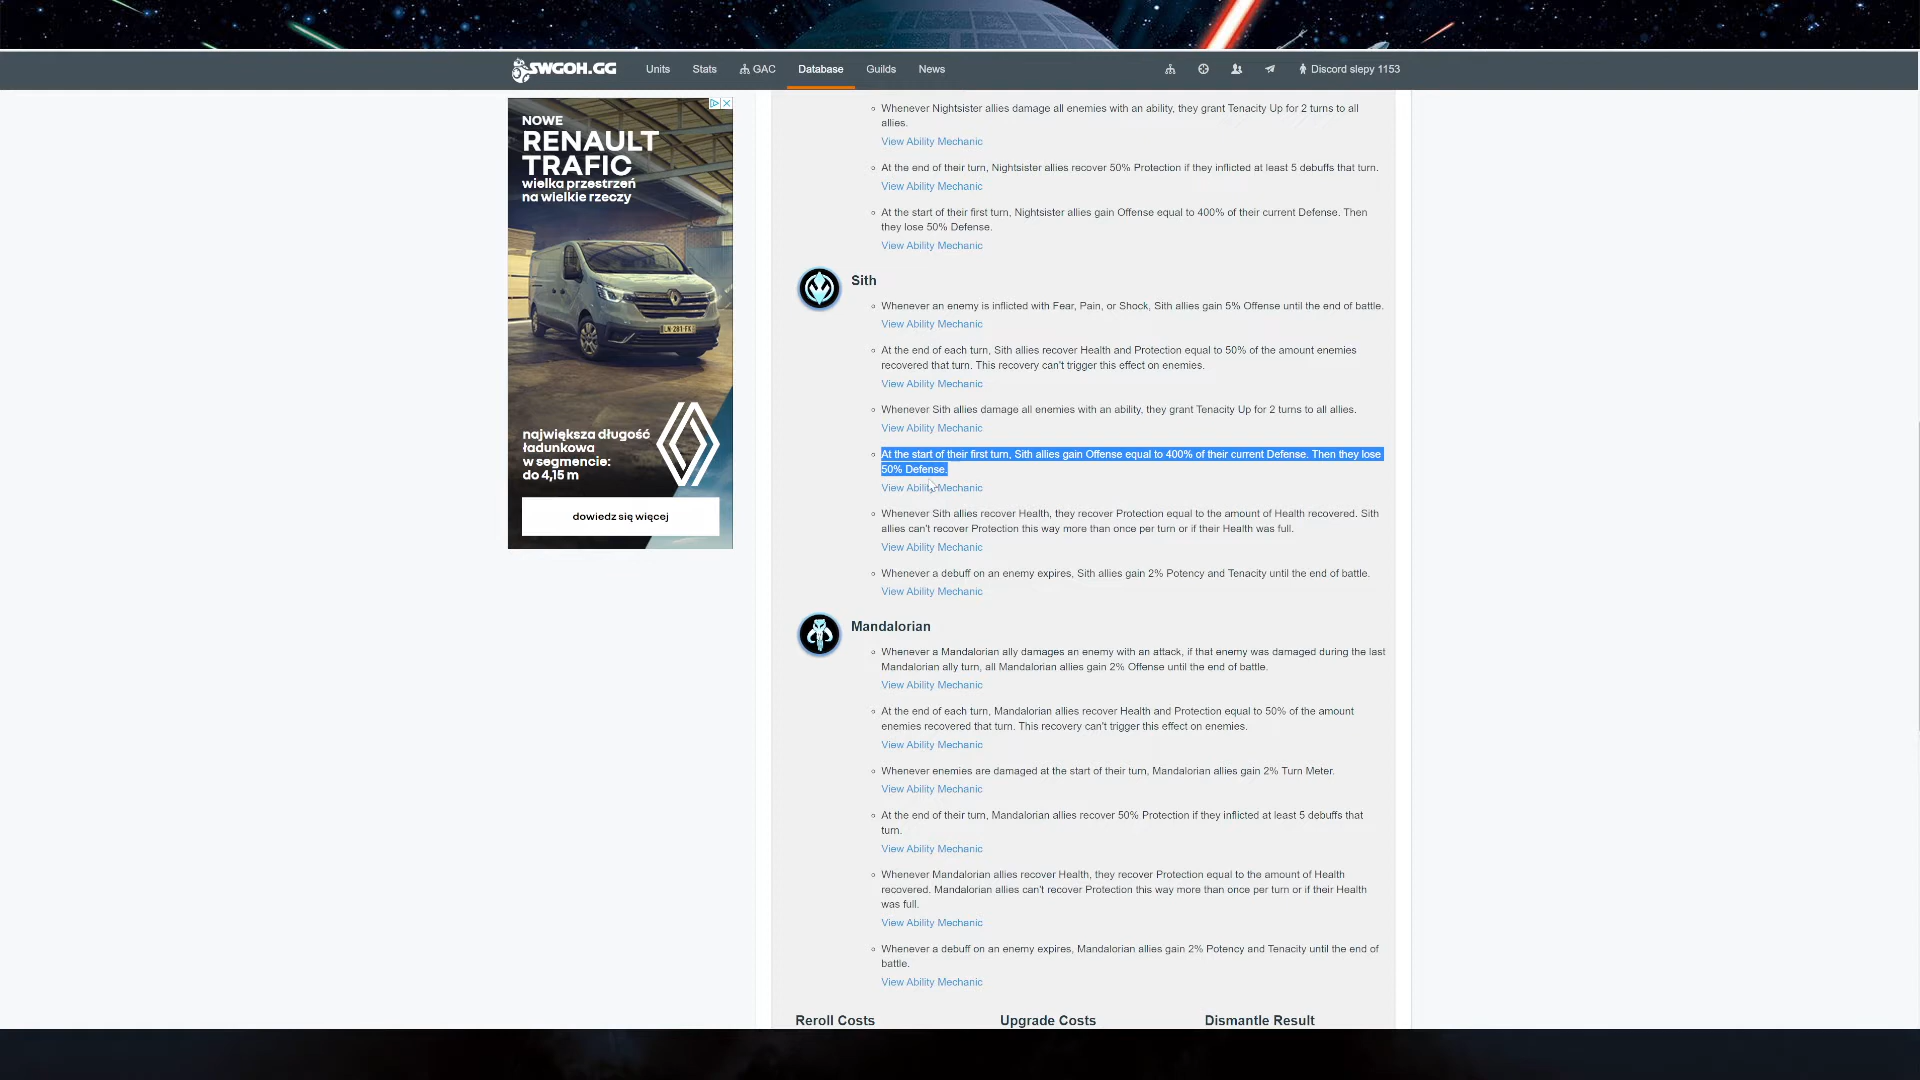 SWGOH.GG
Units
Stats
GAC
Database
Guilds
News
Discord slepy 1153
NOWE
RENAULT
TRAFIC
wielka przestrzeń
na wielkie rzeczy
LN 281-FK
największa długość
ładunkowa
w segmencie:
do 4,15 m
dowiedz się więcej
Whenever Nightsister allies damage all enemies with an ability, they grant Tenacity Up for 2 turns to all
allies.
View Ability Mechanic
At the end of their turn, Nightsister allies recover 50% Protection if they inflicted at least 5 debuffs that turn.
View Ability Mechanic
At the start of their first turn, Nightsister allies gain Offense equal to 400% of their current Defense. Then
they lose 50% Defense.
View Ability Mechanic
Sith
Whenever an enemy is inflicted with Fear, Pain, or Shock, Sith allies gain 5% Offense until the end of battle.
View Ability Mechanic
At the end of each turn, Sith allies recover Health and Protection equal to 50% of the amount enemies
recovered that turn. This recovery can't trigger this effect on enemies.
View Ability Mechanic
Whenever Sith allies damage all enemies with an ability, they grant Tenacity Up for 2 turns to all allies.
View Ability Mechanic
At the start of their first turn, Sith allies gain Offense equal to 400% of their current Defense. Then they lose
50% Defense.
View Ability Mechanic
Whenever Sith allies recover Health, they recover Protection equal to the amount of Health recovered. Sith
allies can't recover Protection this way more than once per turn or if their Health was full.
View Ability Mechanic
Whenever a debuff on an enemy expires, Sith allies gain 2% Potency and Tenacity until the end of battle.
View Ability Mechanic
Mandalorian
Whenever a Mandalorian ally damages an enemy with an attack, if that enemy was damaged during the last
Mandalorian ally turn, all Mandalorian allies gain 2% Offense until the end of battle.
View Ability Mechanic
At the end of each turn, Mandalorian allies recover Health and Protection equal to 50% of the amount
enemies recovered that turn. This recovery can't trigger this effect on enemies.
View Ability Mechanic
Whenever enemies are damaged at the start of their turn, Mandalorian allies gain 2% Turn Meter.
View Ability Mechanic
At the end of their turn, Mandalorian allies recover 50% Protection if they inflicted at least 5 debuffs that
turn.
View Ability Mechanic
Whenever Mandalorian allies recover Health, they recover Protection equal to the amount of Health
recovered. Mandalorian allies can't recover Protection this way more than once per turn or if their Health
was full.
View Ability Mechanic
Whenever a debuff on an enemy expires, Mandalorian allies gain 2% Potency and Tenacity until the end of
battle.
View Ability Mechanic
Reroll Costs
Upgrade Costs
Dismantle Result